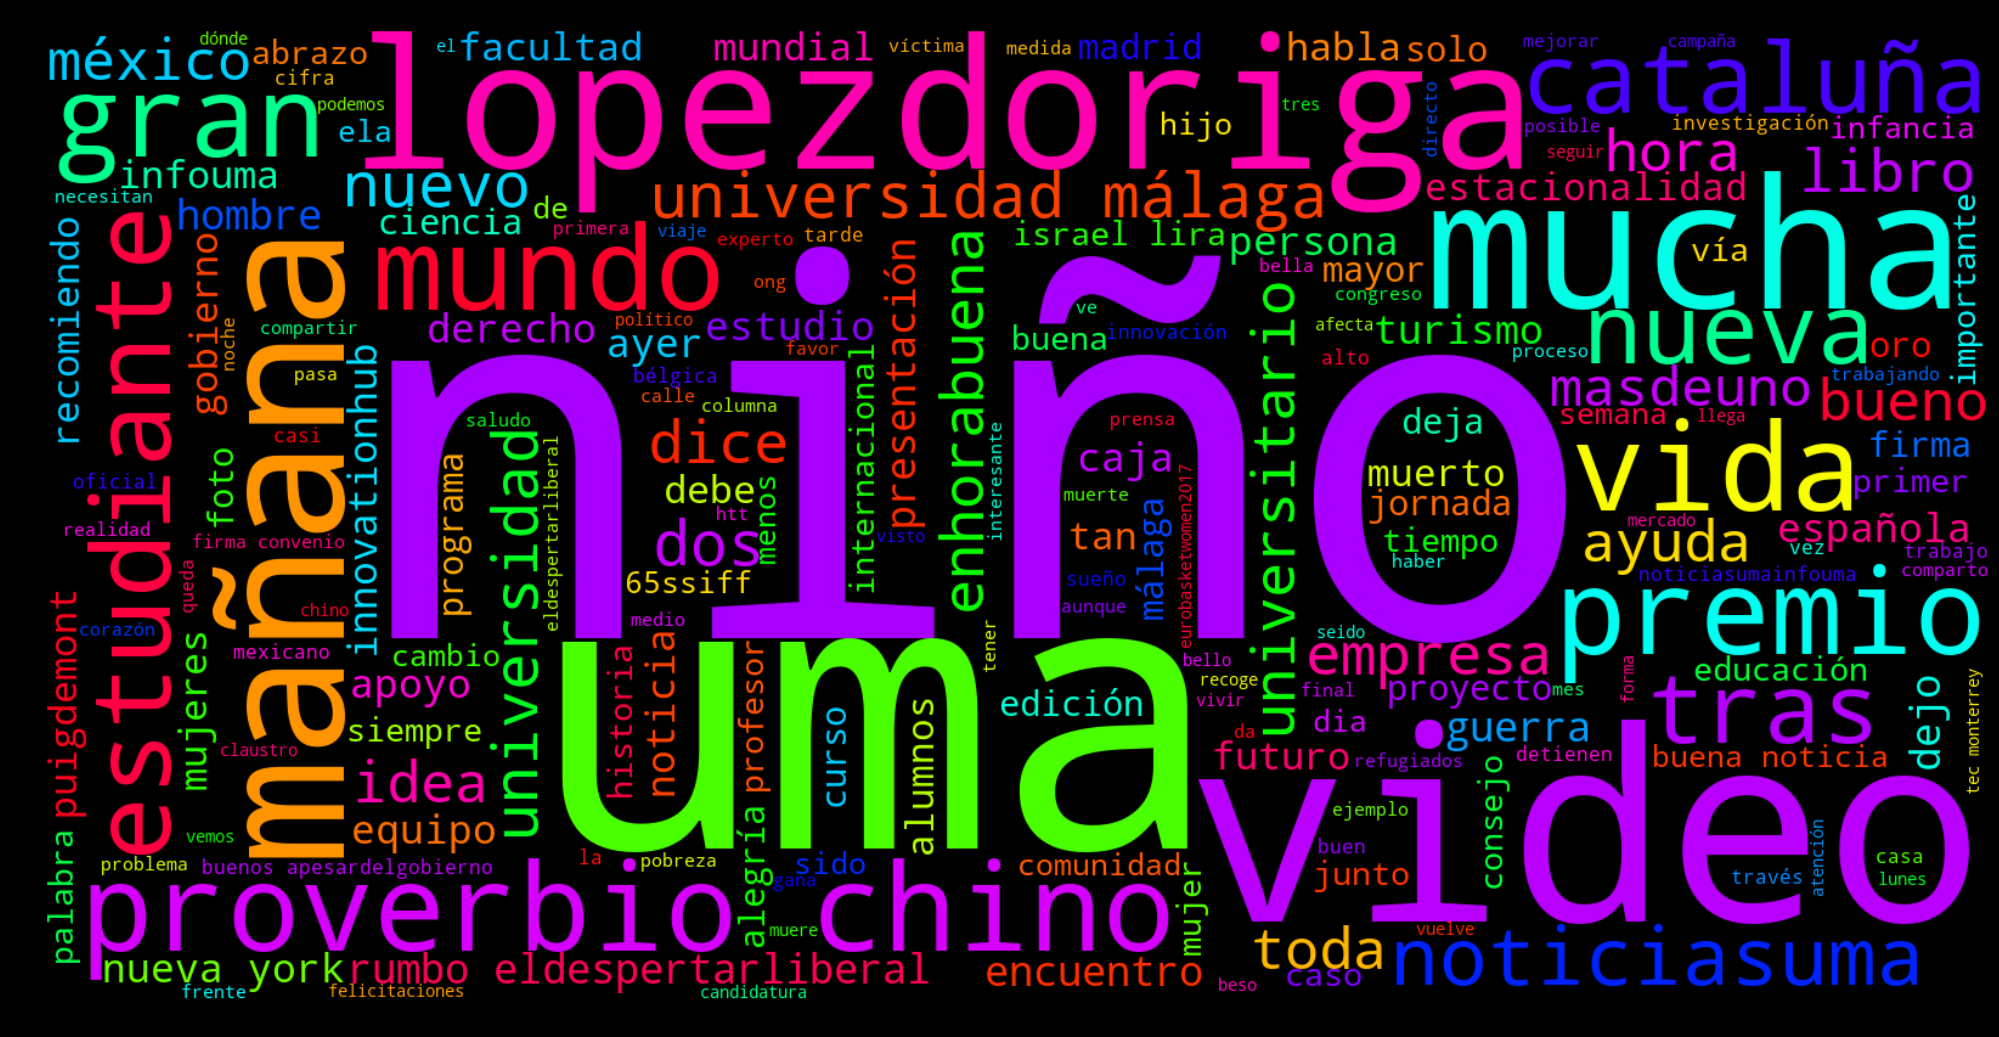 dónde
méxico
abrazo
cifra
el
facultad
mundial
víctima
medida
madrid
habla
solo
mejorar
campaña
lopezdoriga
cataluña
gran
podemos
ela
hijo
tres
directo
posible
investigación
infancia
seguir
hora
libro
infouma
nuevo
universidad málaga
estacionalidad
necesitan
hombre
ciencia
de
primera
viaje
experto
tarde
israel lira
persona
mucha
vía
importante
recomiendo
estudiante
gobierno
mañana
mundo
ong
presentación
enhorabuena
bella
mayor
congreso
universitario
noche
compartir
derecho
político
estudio
ve
buena
innovación
afecta
turismo
nueva
oro
innovationhub
ayer
favor
internacional
alto
proceso
pasa
bélgica
calle
columna
niño
masdeuno
trabajando
bueno
saludo
dice
prensa
deja
semana
llega
casi
universidad
eldespertarliberal
interesante
caja
vida
firma
foto
programa
debe
menos
muerto
primer
oficial
muerte
eurobasketwomen2017
málaga
jornada
realidad
htt
dos
visto
tan
mercado
española
firma convenio
tiempo
ayuda
vez
trabajo
queda
65ssiff
sueño
haber
noticiasumainfouma
comparto
puigdemont
chino
medio
aunque
premio
corazón
mujeres
mexicano
cambio
historia
noticia
profesor
uma
tener
seido
bello
empresa
educación
apoyo
curso
alumnos
edición
recoge
vivir
final
proyecto
mes
forma
tras
dejo
tec monterrey
siempre
da
dia
guerra
claustro
idea
futuro
refugiados
detienen
buena noticia
video
consejo
palabra
vemos
equipo
alegría
ejemplo
atención
problema
buenos apesardelgobierno
la
pobreza
sido
comunidad
buen
junto
través
casa
lunes
gana
proverbio chino
mujer
muere
vuelve
toda
noticiasuma
nueva york
rumbo eldespertarliberal
encuentro
caso
frente
felicitaciones
candidatura
beso